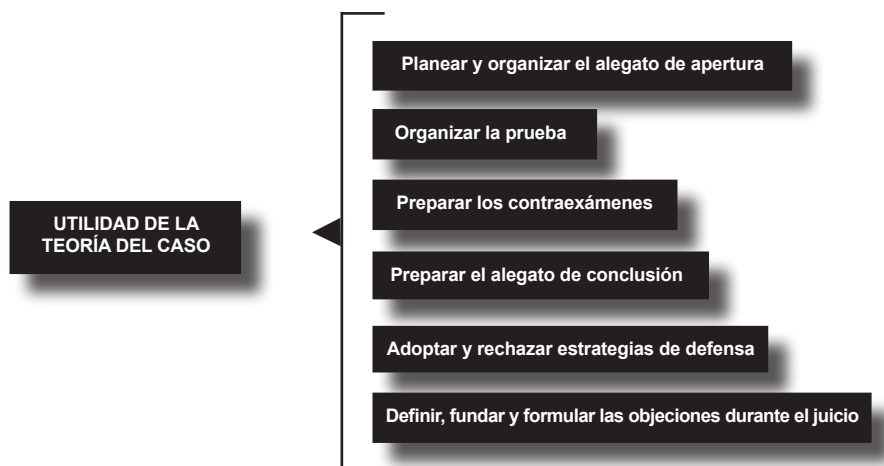 UTILIDAD DE LA
TEORÍA DEL CASO
Planear y organizar el alegato de apertura
Organizar la prueba
Preparar los contraexámenes
Preparar el alegato de conclusión
Adoptar y rechazar estrategias de defensa
Definir, fundar y formular las objeciones durante el juicio